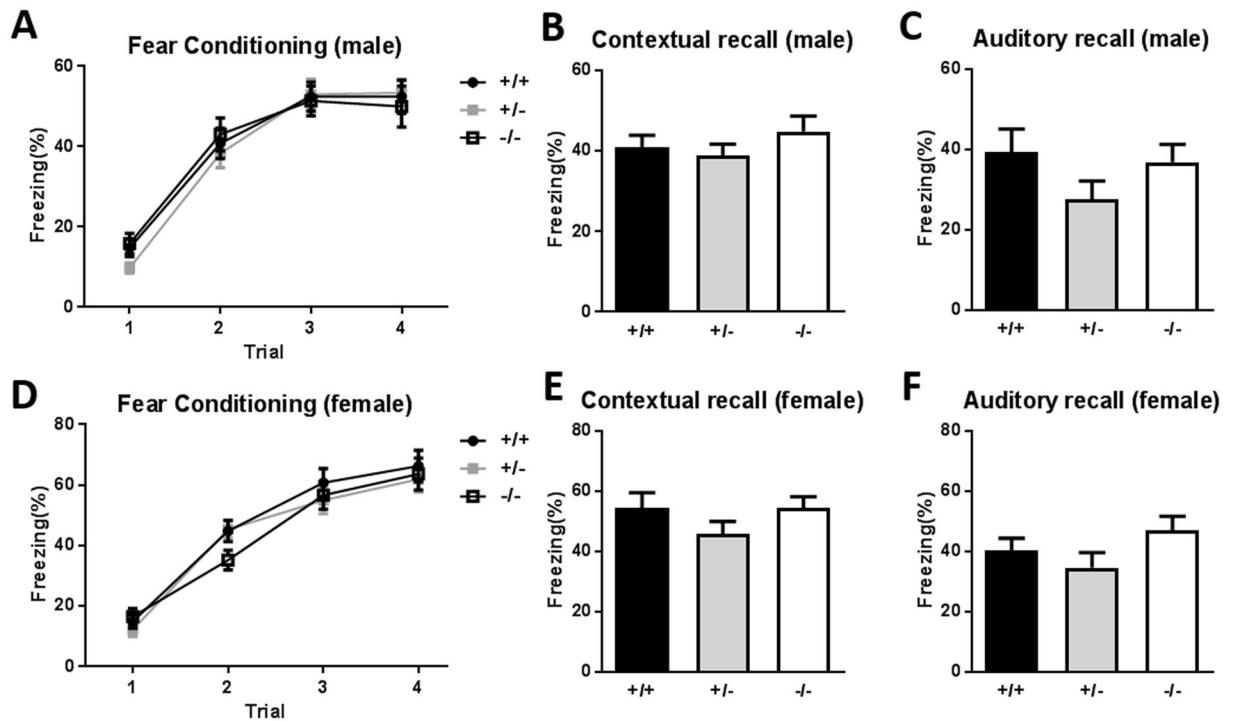 A
Fear Conditioning (male)
60
40
20
0
Freezing(%)
1 2 3 4
Trial
+/+
+/-
-/-
B
Contextual recall (male)
60
40
20
0
Freezing(%)
+/+ +/- -/-
C
Auditory recall (male)
60
40
20
0
Freezing(%)
+/+ +/- -/-
D
Fear Conditioning (female)
80
60
40
20
0
Freezing(%)
1 2 3 4
Trial
+/+
+/-
-/-
E
Contextual recall (female)
80
60
40
20
0
Freezing(%)
+/+ +/- -/-
F
Auditory recall (female)
80
60
40
20
0
Freezing(%)
+/+ +/- -/-